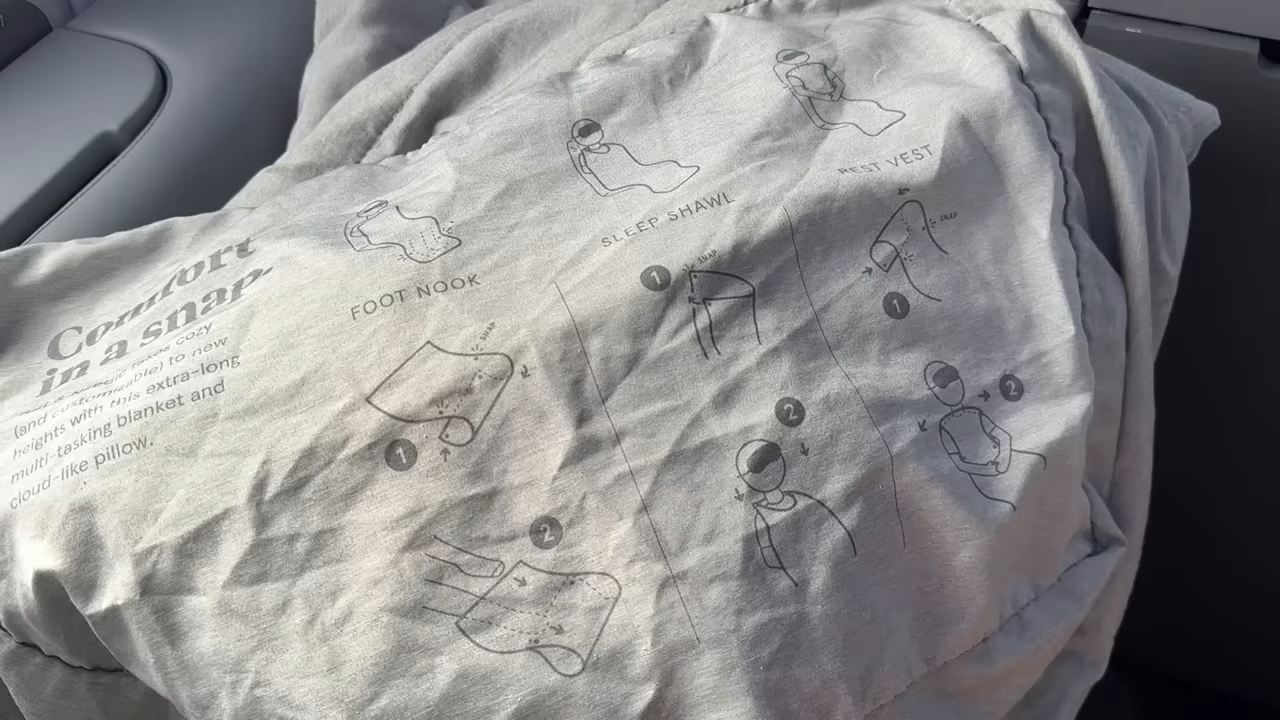 Comfort
in a snap.
cozy
(and customizable) to new
heights with this extra-long
multi-tasking blanket and
cloud-like pillow.
FOOT NOOK
SNAP
1
2
SLEEP SHAWL
1
SNAP
2
REST VEST
SNAP
1
2